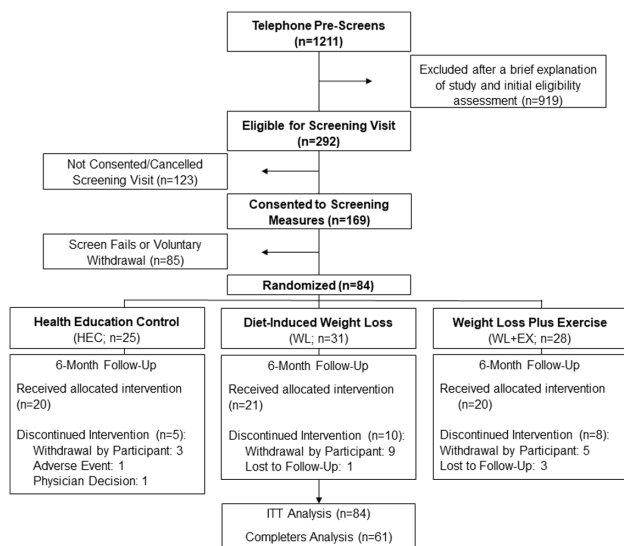 Telephone Pre-Screens
(n=1211)
Excluded after a brief explanation
of study and initial eligibility
assessment (n=919)
Eligible for Screening Visit
(n=292)
Not Consented/Cancelled
Screening Visit (n=123)
Consented to Screening
Measures (n=169)
Screen Fails or Voluntary
Withdrawal (n=85)
Randomized (n=84)
Health Education Control
(HEC; n=25)
6-Month Follow-Up
Received allocated intervention
(n=20)
Discontinued Intervention (n=5):
Withdrawal by Participant: 3
Adverse Event: 1
Physician Decision: 1
Diet-Induced Weight Loss
(WL; n=31)
6-Month Follow-Up
Received allocated intervention
(n=21)
Discontinued Intervention (n=10):
Withdrawal by Participant: 9
Lost to Follow-Up: 1
Weight Loss Plus Exercise
(WL+EX; n=28)
6-Month Follow-Up
Received allocated intervention
(n=20)
Discontinued Intervention (n=8):
Withdrawal by Participant: 5
Lost to Follow-Up: 3
ITT Analysis (n=84)
Completers Analysis (n=61)